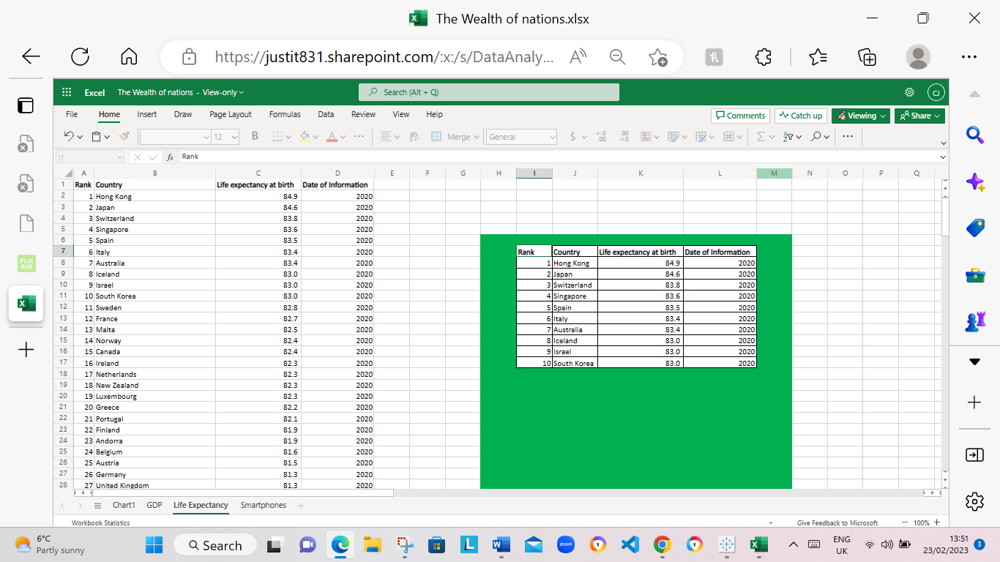 The Wealth of nations.xlsx
https://justit831.sharepoint.com/:x:/s/DataAnaly...
Excel The Wealth of nations - View-only Search (Alt + Q) CJ
File Home Insert Draw Page Layout Formulas Data Review View Help Comments Catch up Viewing Share
12 B A Merge General $ .00
I7 fx Rank
A B C D E F G H I J K L M N O P Q
1 Rank Country Life expectancy at birth Date of Information
2 1 Hong Kong 84.9 2020
3 2 Japan 84.6 2020
4 3 Switzerland 83.8 2020
5 4 Singapore 83.6 2020
6 5 Spain 83.5 2020
7 6 Italy 83.4 2020 Rank Country Life expectancy at birth Date of Information
8 7 Australia 83.4 2020 1 Hong Kong 84.9 2020
9 8 Iceland 83.0 2020 2 Japan 84.6 2020
10 9 Israel 83.0 2020 3 Switzerland 83.8 2020
11 10 South Korea 83.0 2020 4 Singapore 83.6 2020
12 11 Sweden 82.8 2020 5 Spain 83.5 2020
13 12 France 82.7 2020 6 Italy 83.4 2020
14 13 Malta 82.5 2020 7 Australia 83.4 2020
15 14 Norway 82.4 2020 8 Iceland 83.0 2020
16 15 Canada 82.4 2020 9 Israel 83.0 2020
17 16 Ireland 82.3 2020 10 South Korea 83.0 2020
18 17 Netherlands 82.3 2020
19 18 New Zealand 82.3 2020
20 19 Luxembourg 82.3 2020
21 20 Greece 82.2 2020
22 21 Portugal 82.1 2020
23 22 Finland 81.9 2020
24 23 Andorra 81.9 2020
25 24 Belgium 81.6 2020
26 25 Austria 81.5 2020
27 26 Germany 81.3 2020
28 27 United Kingdom 81.3 2020
FLIX
BUS
Chart1 GDP Life Expectancy Smartphones
Workbook Statistics Give Feedback to Microsoft 100%
6°C
Partly sunny
Search
zoom
ENG
UK
13:51
23/02/2023
3